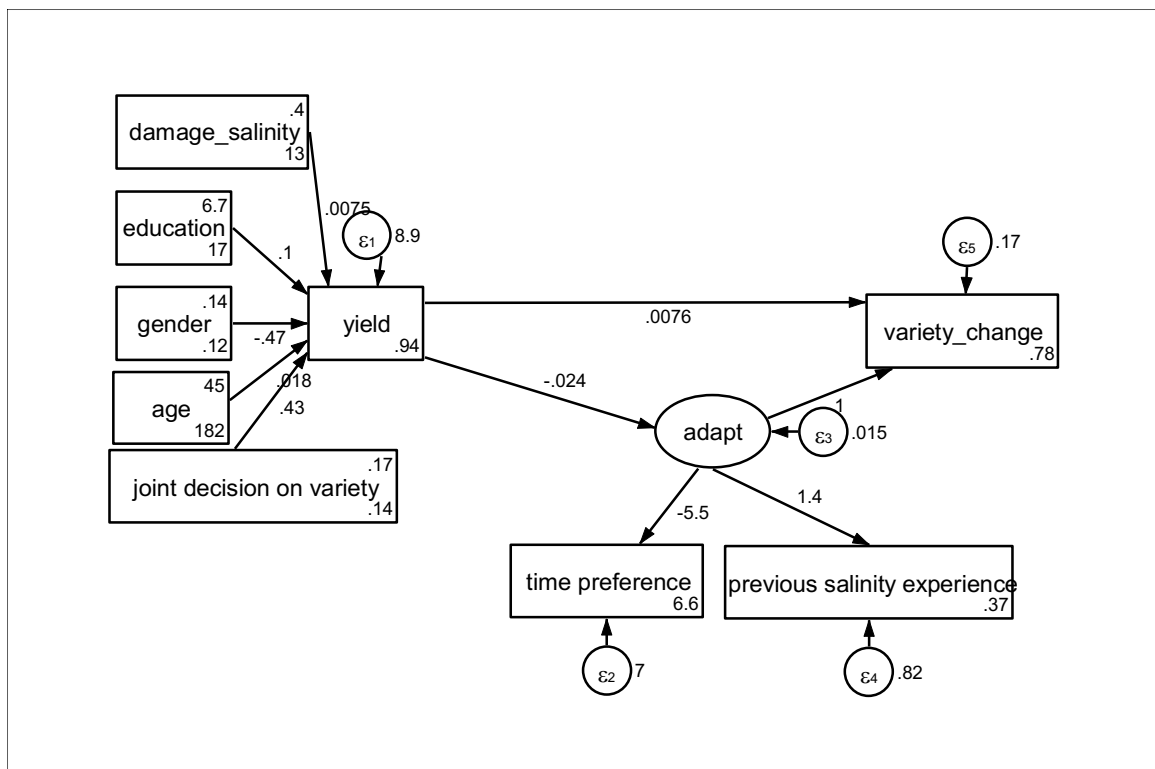 .4
damage_salinity
13
.0075
6.7
education
17
.1
ε1
8.9
.14
gender
.12
-.47
yield
.94
45
age
182
.018
.43
.17
joint decision on variety
.14
.0076
-.024
ε5
.17
variety_change
.78
1
adapt
ε3
.015
-5.5
1.4
time preference
6.6
previous salinity experience
.37
ε2
7
ε4
.82